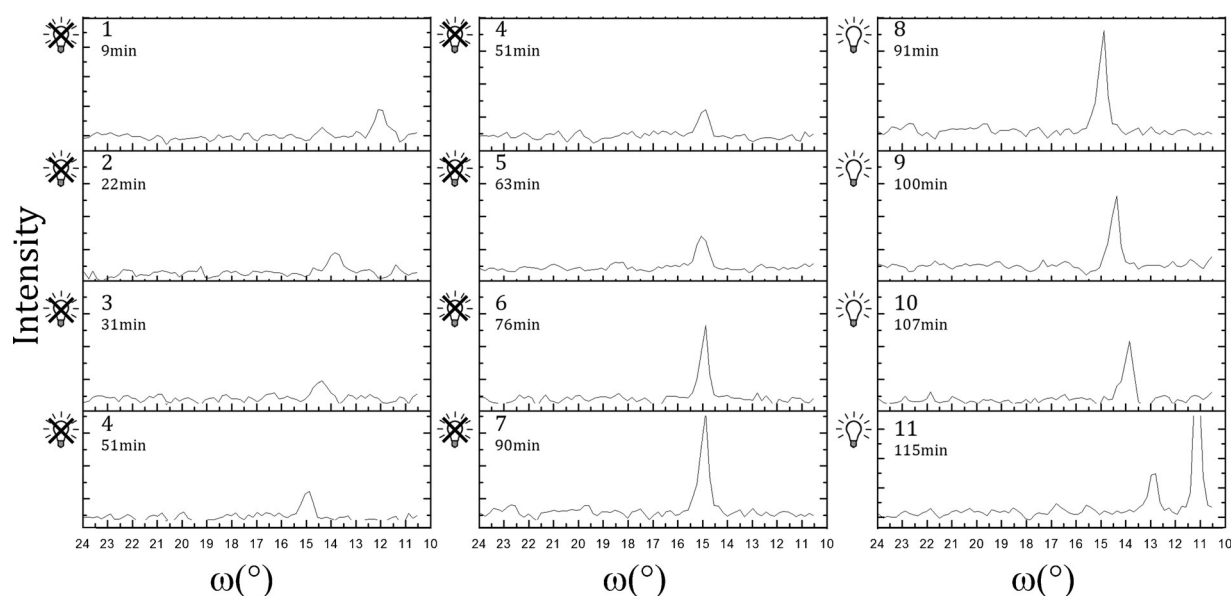 1
9min
2
22min
3
31min
4
51min
24 23 22 21 20 19 18 17 16 15 14 13 12 11 10
ω(°)
4
51min
5
63min
6
76min
7
90min
24 23 22 21 20 19 18 17 16 15 14 13 12 11 10
ω(°)
8
91min
9
100min
10
107min
11
115min
24 23 22 21 20 19 18 17 16 15 14 13 12 11 10
ω(°)
Intensity